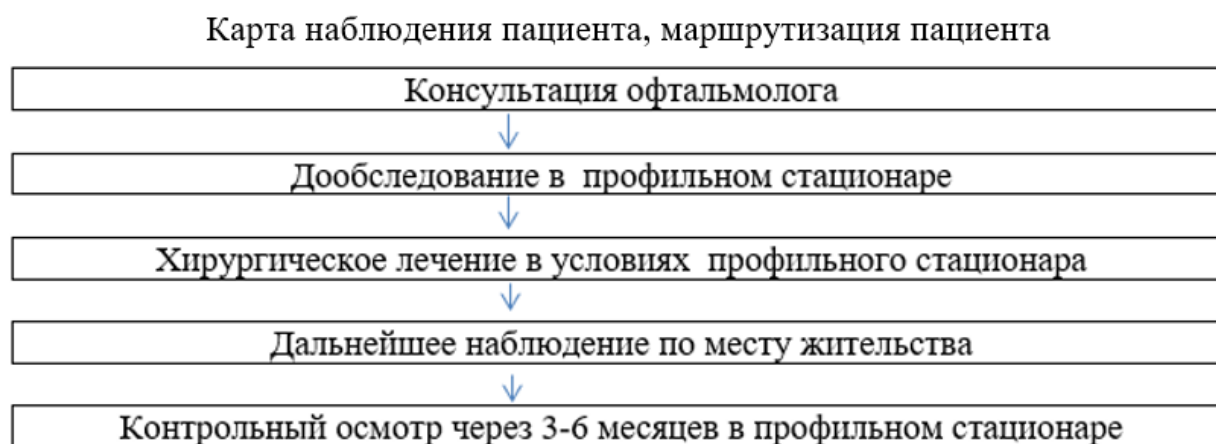 Карта наблюдения пациента, маршрутизация пациента
Консультация офтальмолога
Дообследование в профильном стационаре
Хирургическое лечение в условиях профильного стационара
Дальнейшее наблюдение по месту жительства
Контрольный осмотр через 3-6 месяцев в профильном стационаре